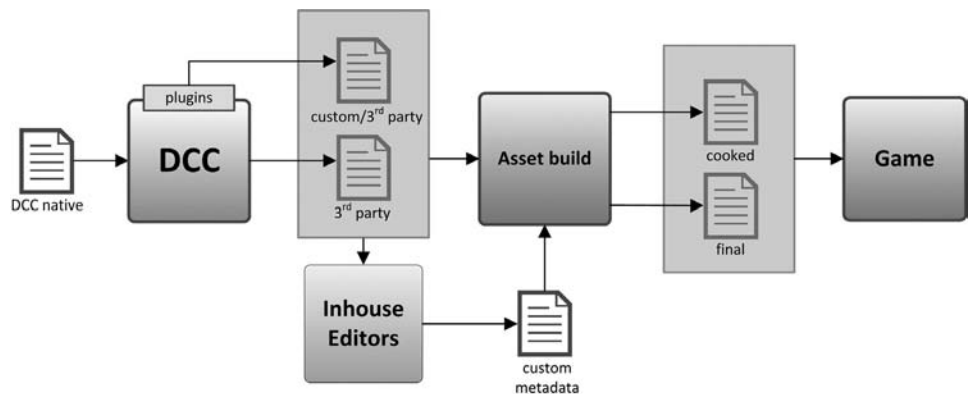 plugins
DCC
DCC native
custom/3rd party
3rd party
Inhouse
Editors
custom
metadata
Asset build
cooked
final
Game